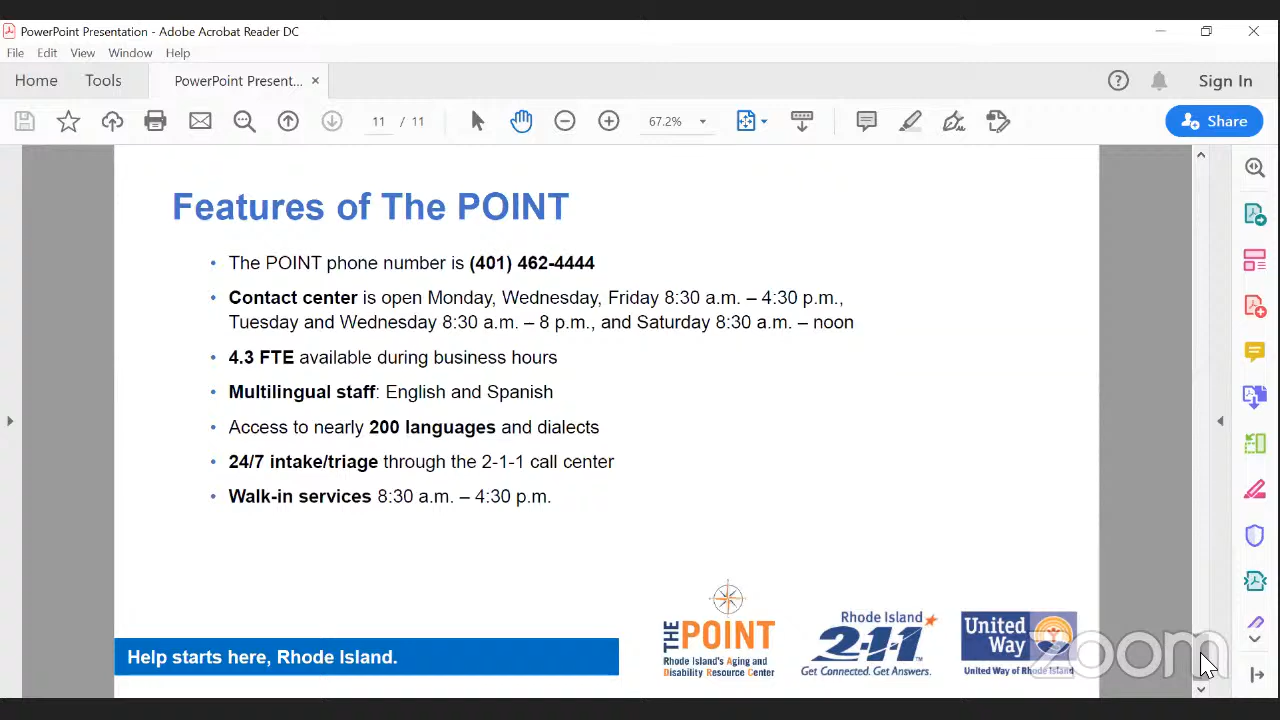 PowerPoint Presentation - Adobe Acrobat Reader DC
File Edit View Window Help
Home Tools PowerPoint Present... × Sign In
11 / 11 67.2% Share
Features of The POINT
• The POINT phone number is (401) 462-4444
• Contact center is open Monday, Wednesday, Friday 8:30 a.m. – 4:30 p.m.,
Tuesday and Wednesday 8:30 a.m. – 8 p.m., and Saturday 8:30 a.m. – noon
• 4.3 FTE available during business hours
• Multilingual staff: English and Spanish
• Access to nearly 200 languages and dialects
• 24/7 intake/triage through the 2-1-1 call center
• Walk-in services 8:30 a.m. – 4:30 p.m.
Help starts here, Rhode Island.
THE POINT
Rhode Island's Aging and
Disability Resource Center
Rhode Island
2-1-1™
Get Connected. Get Answers.
United
Way
United Way of Rhode Island
zoom